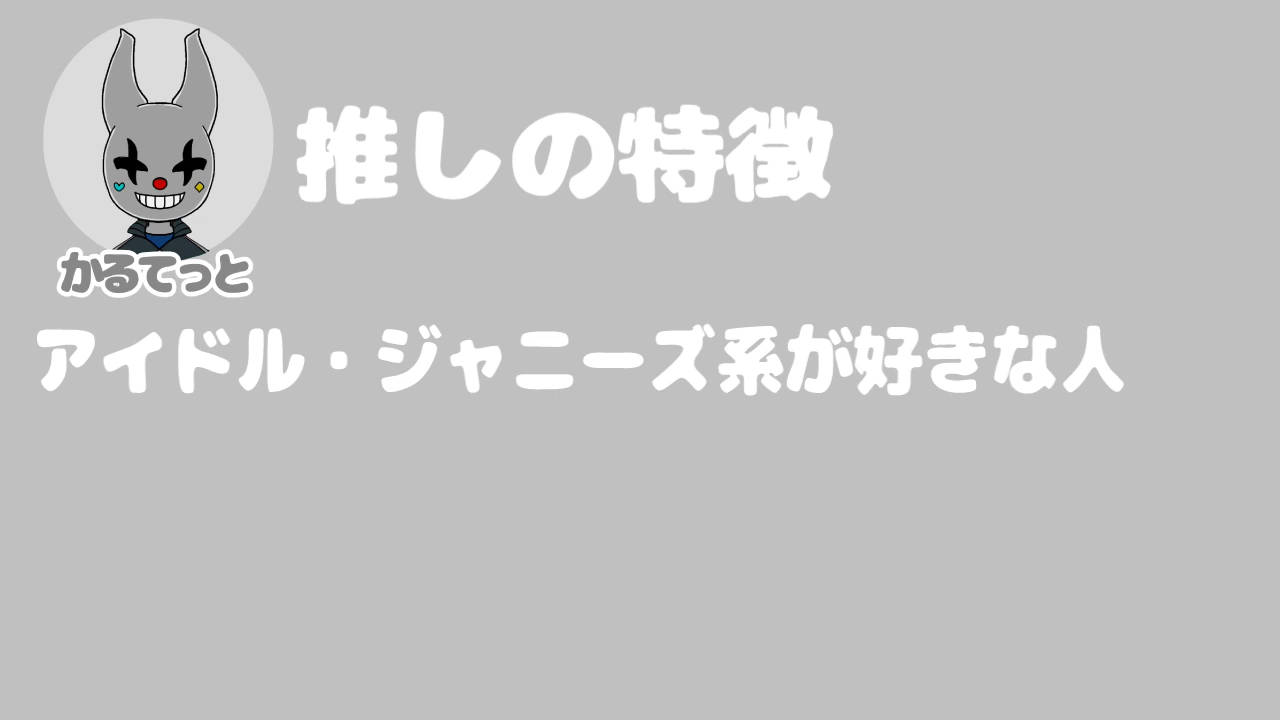 推しの特徴
かるてっと
アイドル・ジャニーズ系が好きな人